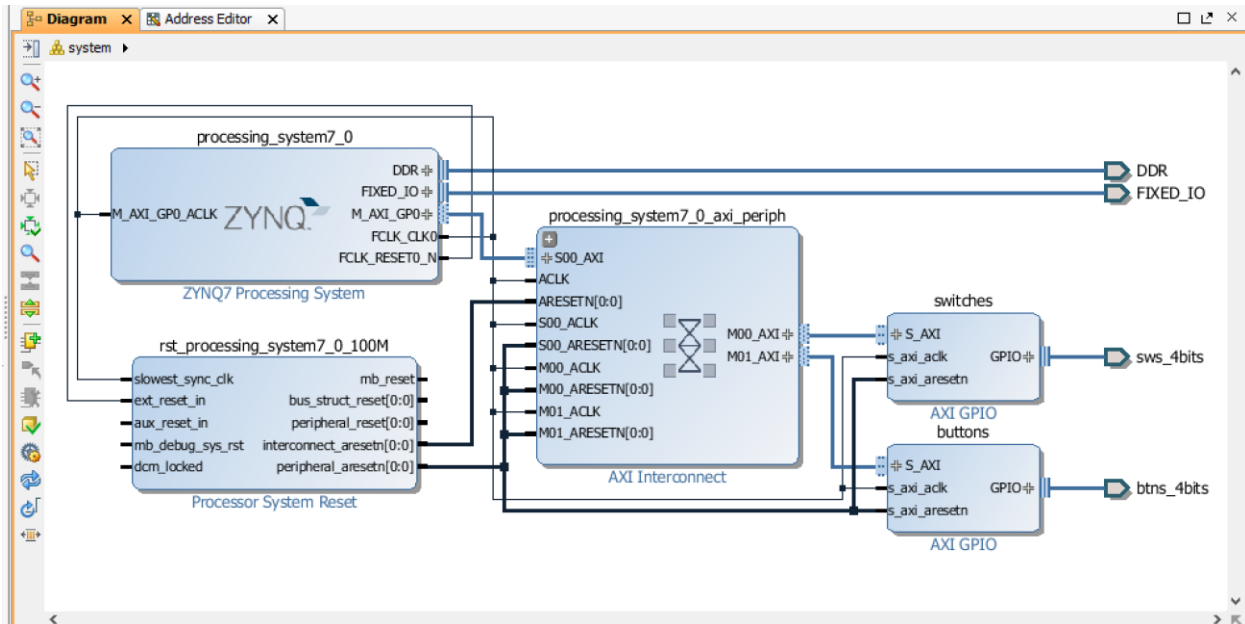 Diagram
Address Editor
system
processing_system7_0
DDR
FIXED_IO
M_AXI_GP0_ACLK
ZYNQ
M_AXI_GP0
FCLK_CLK0
FCLK_RESET0_N
ZYNQ7 Processing System
DDR
FIXED_IO
processing_system7_0_axi_periph
S00_AXI
ACLK
ARESETN[0:0]
S00_ACLK
S00_ARESETN[0:0]
M00_ACLK
M00_ARESETN[0:0]
M01_ACLK
M01_ARESETN[0:0]
M00_AXI
M01_AXI
AXI Interconnect
rst_processing_system7_0_100M
slowest_sync_clk
ext_reset_in
aux_reset_in
mb_debug_sys_rst
dcm_locked
mb_reset
bus_struct_reset[0:0]
peripheral_reset[0:0]
interconnect_aresetn[0:0]
peripheral_aresetn[0:0]
Processor System Reset
switches
S_AXI
s_axi_aclk
s_axi_aresetn
GPIO
AXI GPIO
sws_4bits
buttons
S_AXI
s_axi_aclk
s_axi_aresetn
GPIO
AXI GPIO
btns_4bits